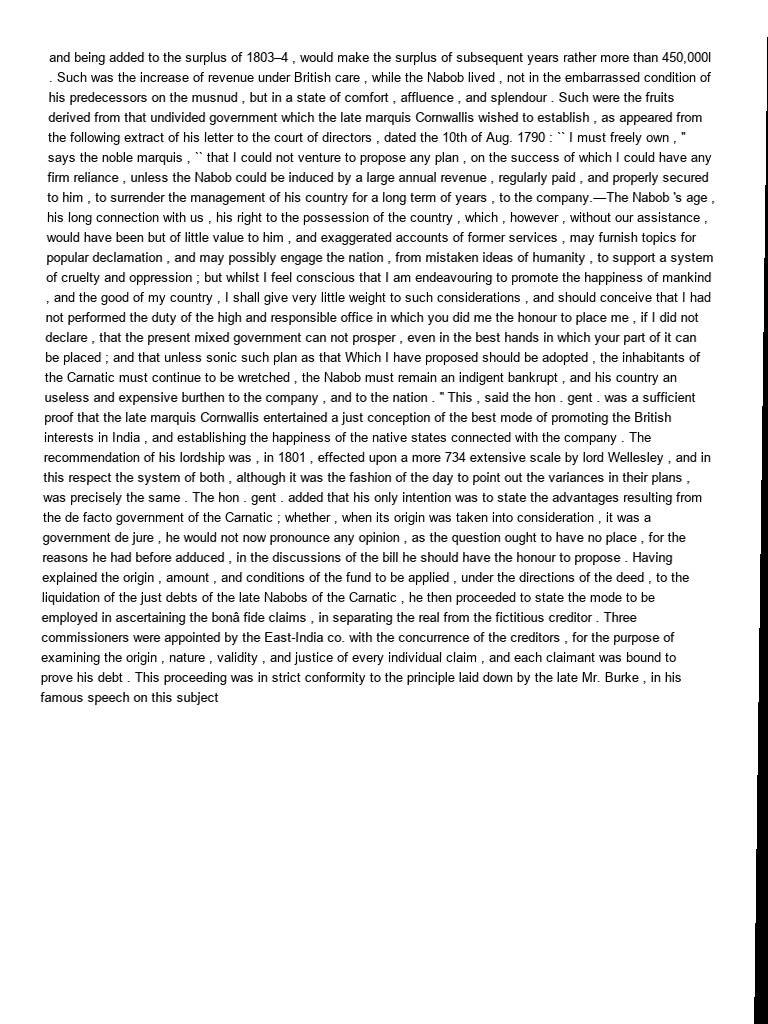 and being added to the surplus of 1803–4 , would make the surplus of subsequent years rather more than 450,000l
. Such was the increase of revenue under British care , while the Nabob lived , not in the embarrassed condition of
his predecessors on the musnud , but in a state of comfort , affluence , and splendour . Such were the fruits
derived from that undivided government which the late marquis Cornwallis wished to establish , as appeared from
the following extract of his letter to the court of directors , dated the 10th of Aug. 1790 : `` I must freely own , "
says the noble marquis , `` that I could not venture to propose any plan , on the success of which I could have any
firm reliance , unless the Nabob could be induced by a large annual revenue , regularly paid , and properly secured
to him , to surrender the management of his country for a long term of years , to the company.—The Nabob 's age ,
his long connection with us , his right to the possession of the country , which , however , without our assistance ,
would have been but of little value to him , and exaggerated accounts of former services , may furnish topics for
popular declamation , and may possibly engage the nation , from mistaken ideas of humanity , to support a system
of cruelty and oppression ; but whilst I feel conscious that I am endeavouring to promote the happiness of mankind
, and the good of my country , I shall give very little weight to such considerations , and should conceive that I had
not performed the duty of the high and responsible office in which you did me the honour to place me , if I did not
declare , that the present mixed government can not prosper , even in the best hands in which your part of it can
be placed ; and that unless sonic such plan as that Which I have proposed should be adopted , the inhabitants of
the Carnatic must continue to be wretched , the Nabob must remain an indigent bankrupt , and his country an
useless and expensive burthen to the company , and to the nation . " This , said the hon . gent . was a sufficient
proof that the late marquis Cornwallis entertained a just conception of the best mode of promoting the British
interests in India , and establishing the happiness of the native states connected with the company . The
recommendation of his lordship was , in 1801 , effected upon a more 734 extensive scale by lord Wellesley , and in
this respect the system of both , although it was the fashion of the day to point out the variances in their plans ,
was precisely the same . The hon . gent . added that his only intention was to state the advantages resulting from
the de facto government of the Carnatic ; whether , when its origin was taken into consideration , it was a
government de jure , he would not now pronounce any opinion , as the question ought to have no place , for the
reasons he had before adduced , in the discussions of the bill he should have the honour to propose . Having
explained the origin , amount , and conditions of the fund to be applied , under the directions of the deed , to the
liquidation of the just debts of the late Nabobs of the Carnatic , he then proceeded to state the mode to be
employed in ascertaining the bonâ fide claims , in separating the real from the fictitious creditor . Three
commissioners were appointed by the East-India co. with the concurrence of the creditors , for the purpose of
examining the origin , nature , validity , and justice of every individual claim , and each claimant was bound to
prove his debt . This proceeding was in strict conformity to the principle laid down by the late Mr. Burke , in his
famous speech on this subject